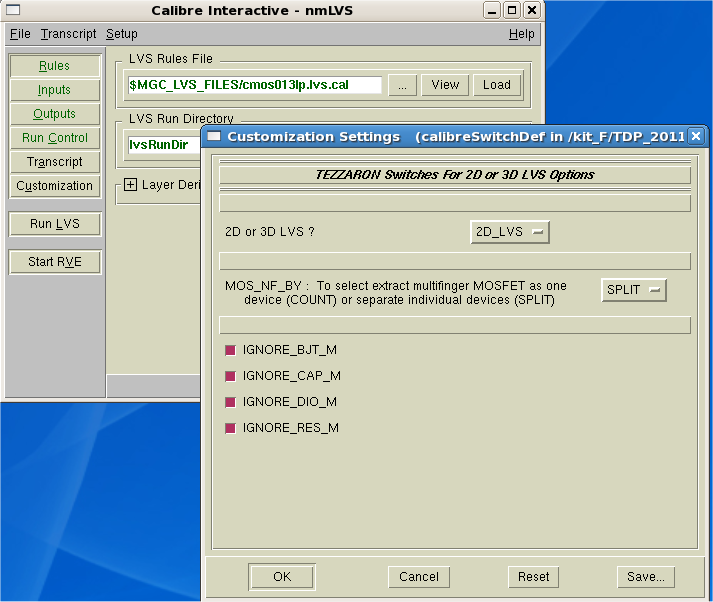 Calibre Interactive - nmLVS
File Transcript Setup Help
Rules
Inputs
Outputs
Run Control
Transcript
Customization
Run LVS
Start RVE
LVS Rules File
$MGC_LVS_FILES/cmos013lp.lvs.cal ... View Load
LVS Run Directory
lvsRunDir
Layer Deri
Customization Settings (calibreSwitchDef in /kit_F/TDP_2011
TEZZARON Switches For 2D or 3D LVS Options
2D or 3D LVS ? 2D_LVS
MOS_NF_BY : To select extract multifinger MOSFET as one
device (COUNT) or separate individual devices (SPLIT) SPLIT
IGNORE_BJT_M
IGNORE_CAP_M
IGNORE_DIO_M
IGNORE_RES_M
OK Cancel Reset Save...